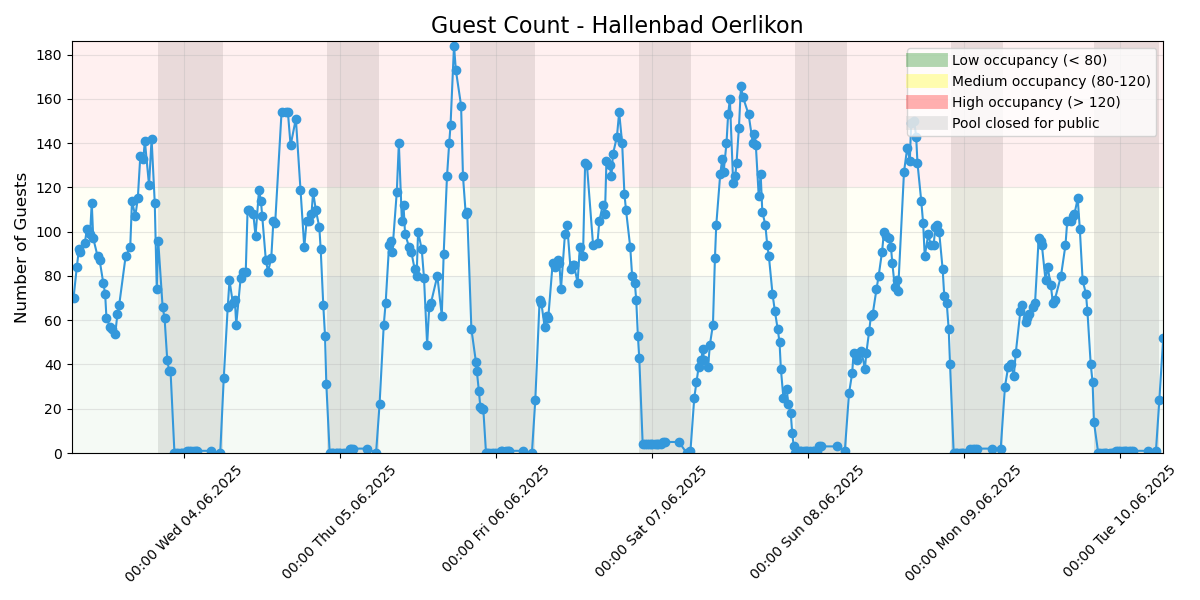 Guest Count - Hallenbad Oerlikon
Number of Guests
180
160
140
120
100
80
60
40
20
0
Low occupancy (< 80)
Medium occupancy (80-120)
High occupancy (> 120)
Pool closed for public
00:00 Wed 04.06.2025
00:00 Thu 05.06.2025
00:00 Fri 06.06.2025
00:00 Sat 07.06.2025
00:00 Sun 08.06.2025
00:00 Mon 09.06.2025
00:00 Tue 10.06.2025